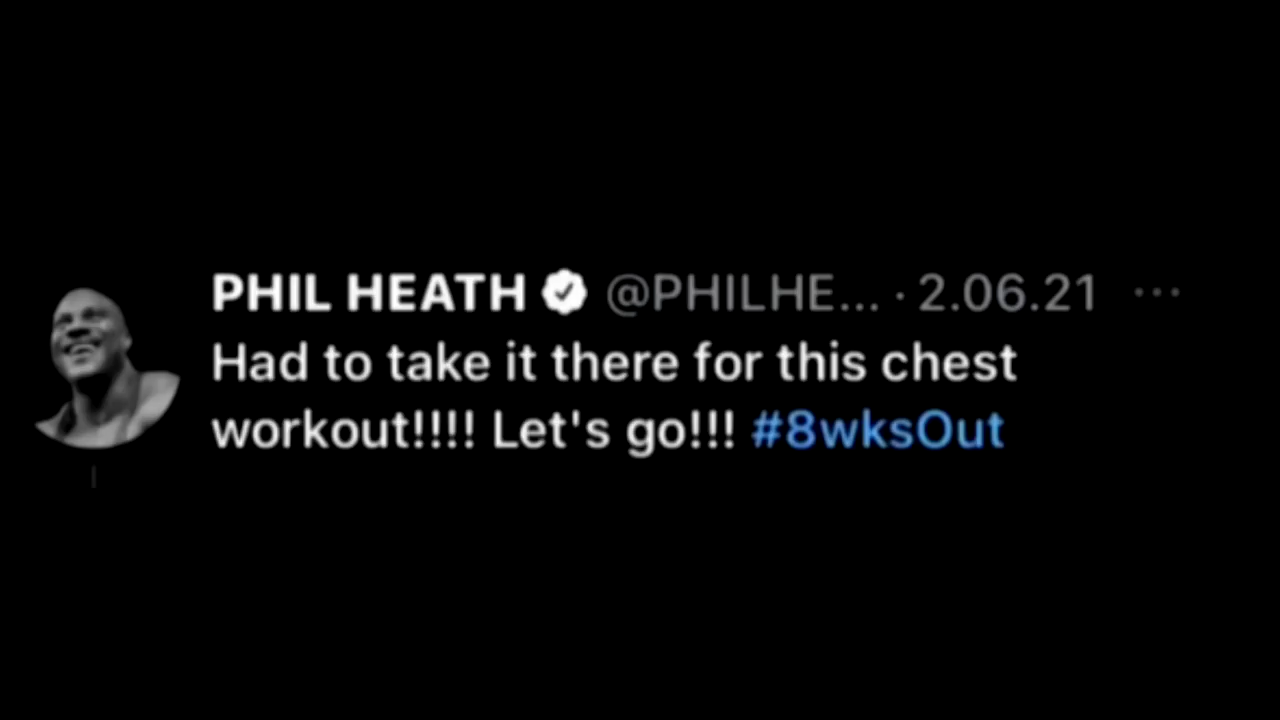 PHIL HEATH @PHILHE... · 2.06.21 ...
Had to take it there for this chest
workout!!!! Let's go!!! #8wksOut